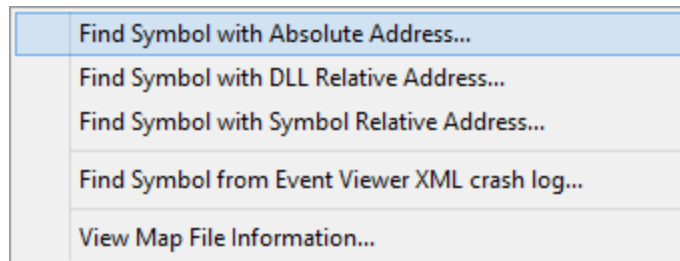 Find Symbol with Absolute Address...
Find Symbol with DLL Relative Address...
Find Symbol with Symbol Relative Address...
Find Symbol from Event Viewer XML crash log...
View Map File Information...